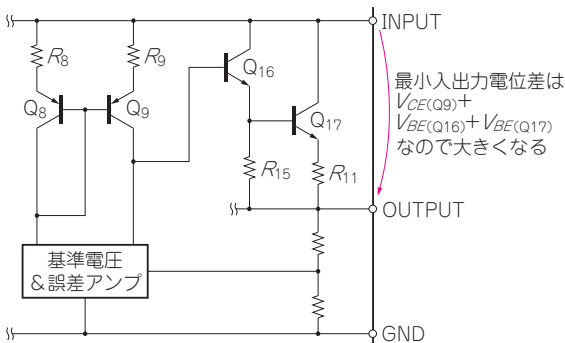 INPUT
R8
R9
Q8
Q9
Q16
Q17
R15
R11
最小入出力電位差は
VCE(Q9)+
VBE(Q16)+VBE(Q17)
なので大きくなる
OUTPUT
基準電圧
&誤差アンプ
GND